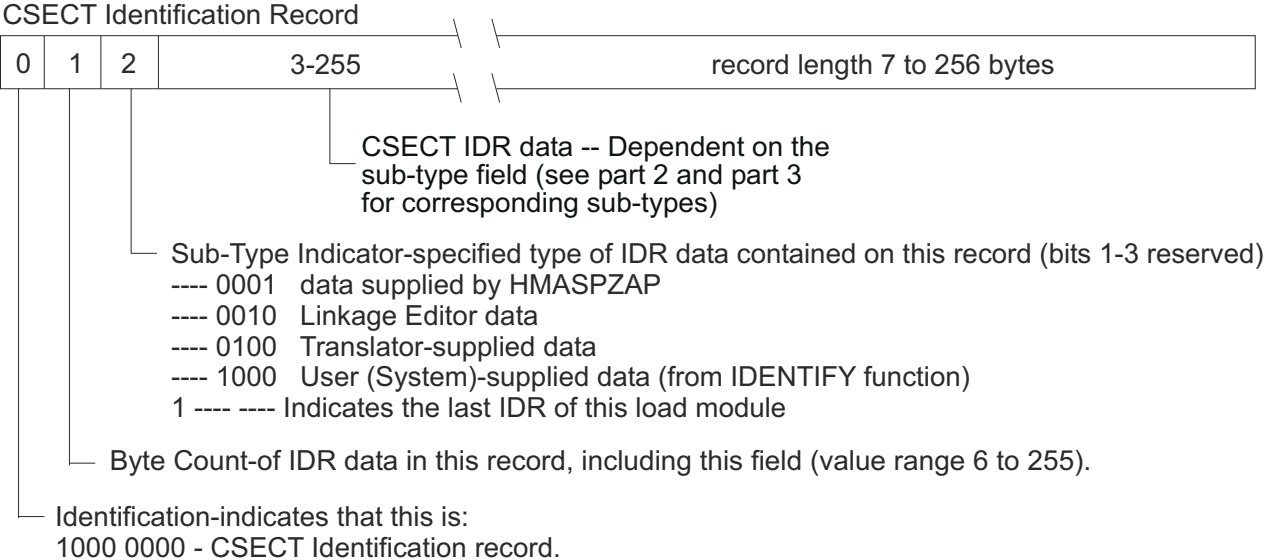 CSECT Identification Record
0 1 2 3-255 record length 7 to 256 bytes
CSECT IDR data -- Dependent on the
sub-type field (see part 2 and part 3
for corresponding sub-types)
Sub-Type Indicator-specified type of IDR data contained on this record (bits 1-3 reserved)
---- 0001 data supplied by HMASPZAP
---- 0010 Linkage Editor data
---- 0100 Translator-supplied data
---- 1000 User (System)-supplied data (from IDENTIFY function)
1 ---- ---- Indicates the last IDR of this load module
Byte Count-of IDR data in this record, including this field (value range 6 to 255).
Identification-indicates that this is:
1000 0000 - CSECT Identification record.